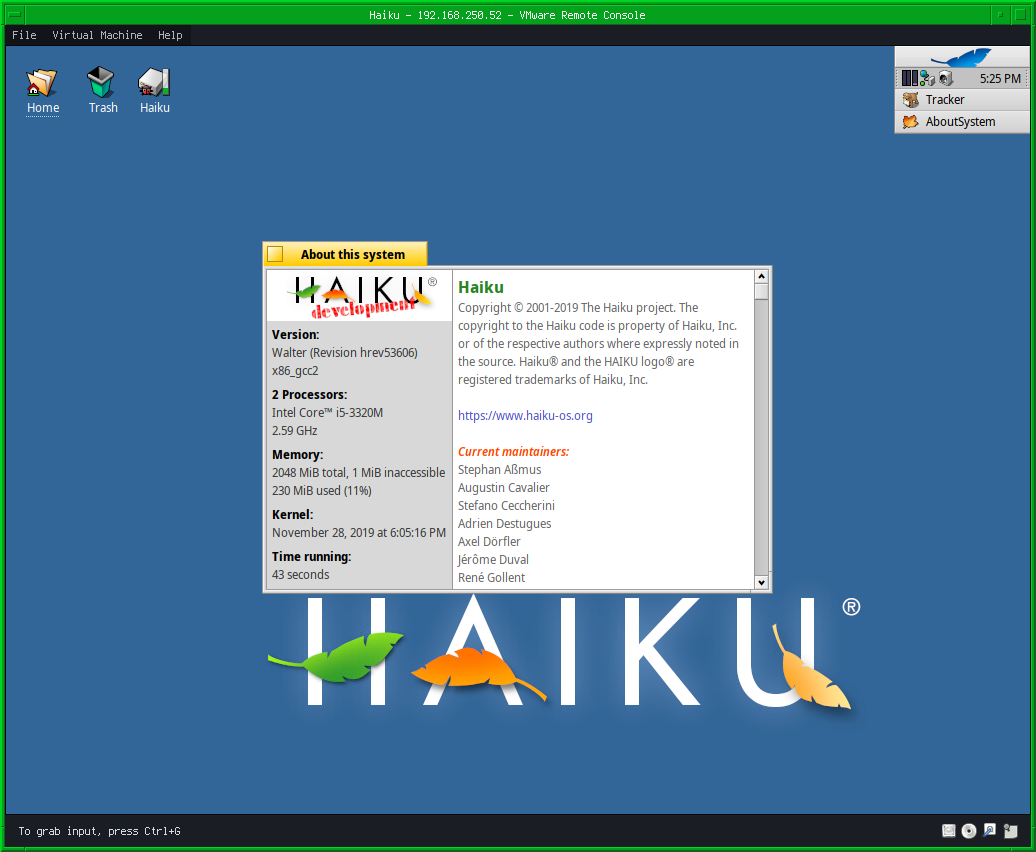 Haiku - 192.168.250.52 - VMware Remote Console
File Virtual Machine Help
Home
Trash
Haiku
5:25 PM
Tracker
AboutSystem
About this system
HAIKU®
development
Version:
Walter (Revision hrev53606)
x86_gcc2
2 Processors:
Intel Core™ i5-3320M
2.59 GHz
Memory:
2048 MiB total, 1 MiB inaccessible
230 MiB used (11%)
Kernel:
November 28, 2019 at 6:05:16 PM
Time running:
43 seconds
Haiku
Copyright © 2001-2019 The Haiku project. The
copyright to the Haiku code is property of Haiku, Inc.
or of the respective authors where expressly noted in
the source. Haiku® and the HAIKU logo® are
registered trademarks of Haiku, Inc.
https://www.haiku-os.org
Current maintainers:
Stephan Aßmus
Augustin Cavalier
Stefano Ceccherini
Adrien Destugues
Axel Dörfler
Jérôme Duval
René Gollent
HAIKU®
To grab input, press Ctrl+G